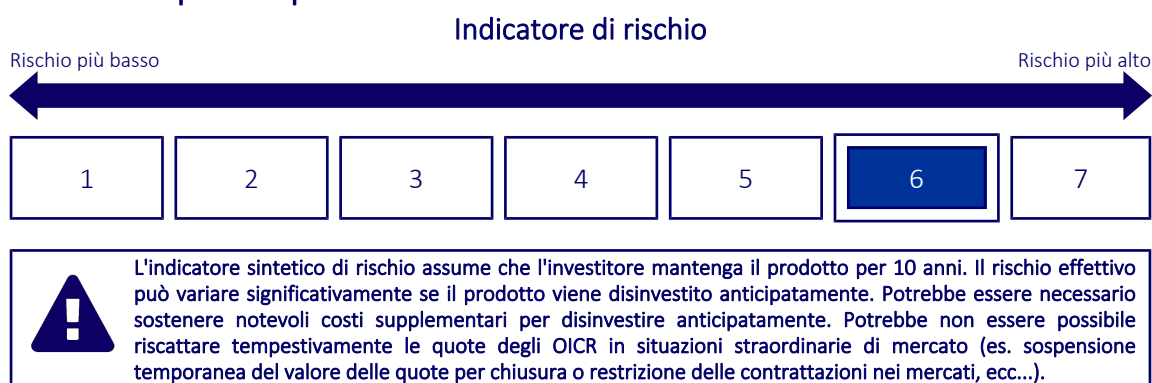 Indicatore di rischio
Rischio più basso
Rischio più alto
1
2
3
4
5
6
7
L'indicatore sintetico di rischio assume che l'investitore mantenga il prodotto per 10 anni. Il rischio effettivo
può variare significativamente se il prodotto viene disinvestito anticipatamente. Potrebbe essere necessario
sostenere notevoli costi supplementari per disinvestire anticipatamente. Potrebbe non essere possibile
riscattare tempestivamente le quote degli OICR in situazioni straordinarie di mercato (es. sospensione
temporanea del valore delle quote per chiusura o restrizione delle contrattazioni nei mercati, ecc...).